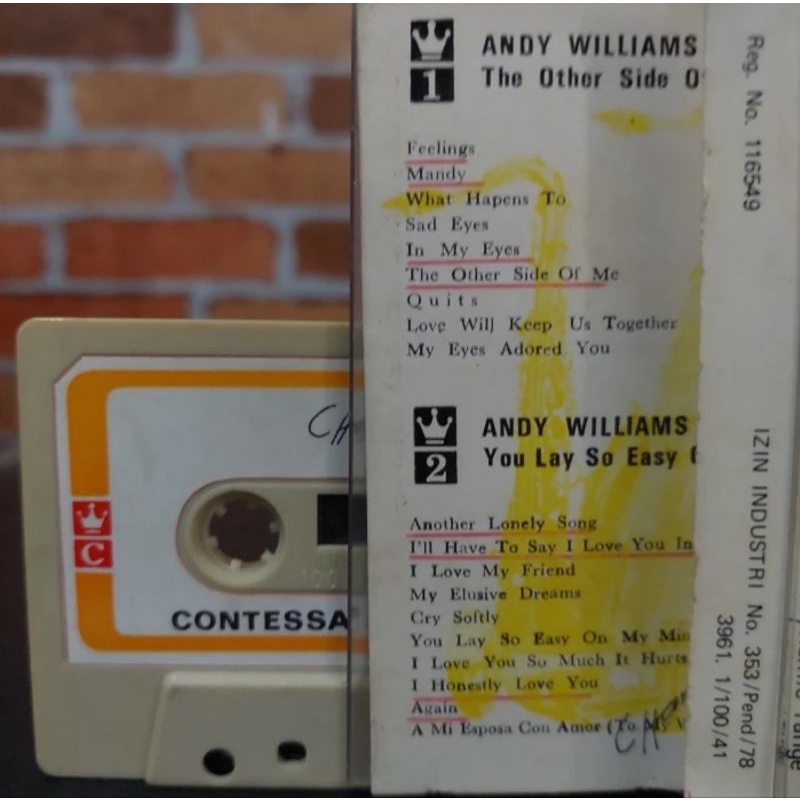 1
ANDY WILLIAMS
The Other Side O
Feelings
Mandy
What Hapens To
Sad Eyes
In My Eyes
The Other Side Of Me
Quits
Love Will Keep Us Together
My Eyes Adored You
2
ANDY WILLIAMS
You Lay So Easy
Another Lonely Song
I'll Have To Say I Love You In
I Love My Friend
My Elusive Dreams
Cry Softly
You Lay So Easy On My Min
I Love You So Much It Hurts
I Honestly Love You
Again
A Mi Esposa Con Amor (To My
Reg. No. 116549
IZIN INDUSTRI No. 353/Pend/78
3961. 1/100/41
C
CONTESSA